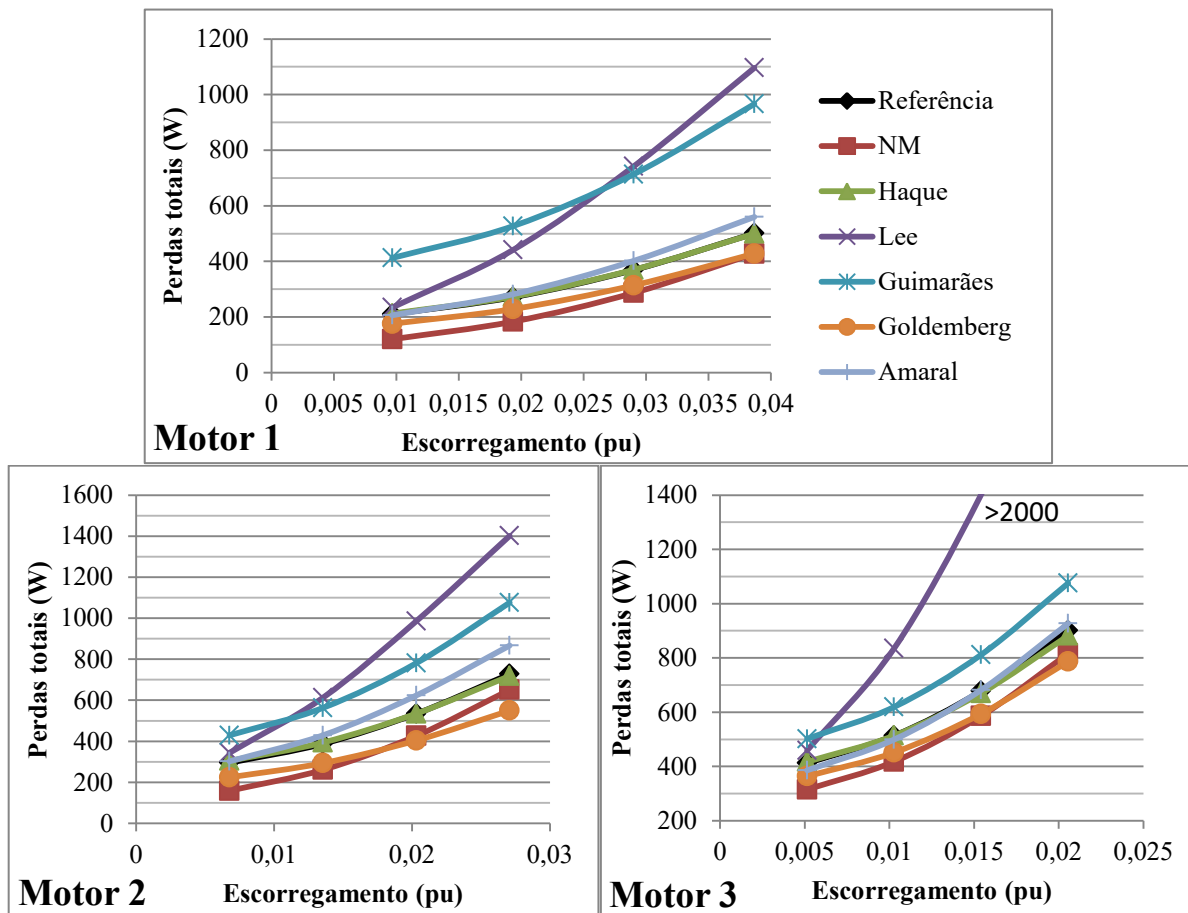 Perdas totais (W)
1200
1000
800
600
400
200
0
0
0,005
0,01
0,015
0,02
0,025
0,03
0,035
0,04
Escorregamento (pu)
Motor 1
Referência
NM
Haque
Lee
Guimarães
Goldemberg
Amaral
Perdas totais (W)
1600
1400
1200
1000
800
600
400
200
0
0
0,01
0,02
0,03
Escorregamento (pu)
Motor 2
Perdas totais (W)
1400
1200
1000
800
600
400
200
>2000
0
0,005
0,01
0,015
0,02
0,025
Escorregamento (pu)
Motor 3